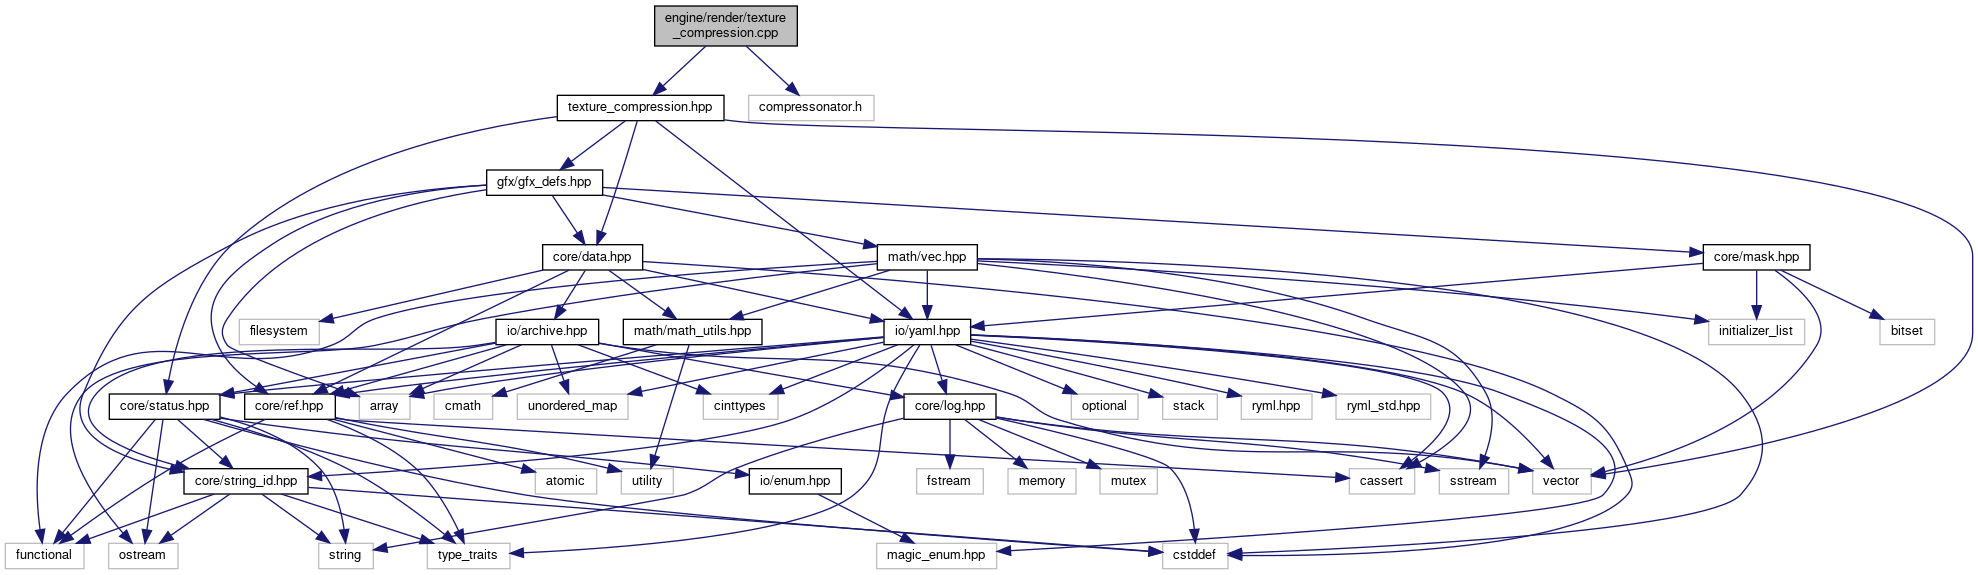 engine/render/texture
_compression.cpp
texture_compression.hpp
compressonator.h
gfx/gfx_defs.hpp
core/data.hpp
math/vec.hpp
core/mask.hpp
filesystem
io/archive.hpp
math/math_utils.hpp
io/yaml.hpp
initializer_list
bitset
core/status.hpp
core/ref.hpp
array
cmath
unordered_map
cinttypes
core/log.hpp
optional
stack
ryml.hpp
ryml_std.hpp
core/string_id.hpp
atomic
utility
io/enum.hpp
fstream
memory
mutex
cassert
sstream
vector
functional
ostream
string
type_traits
magic_enum.hpp
cstddef